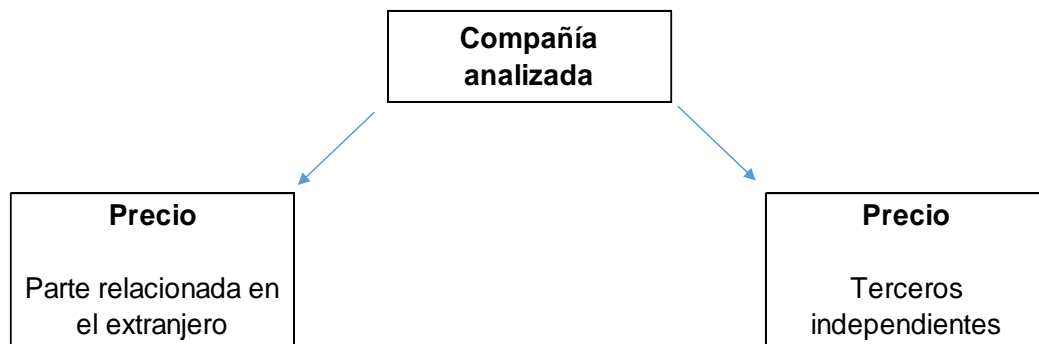 Compañía
analizada
Precio
Parte relacionada en
el extranjero
Precio
Terceros
independientes